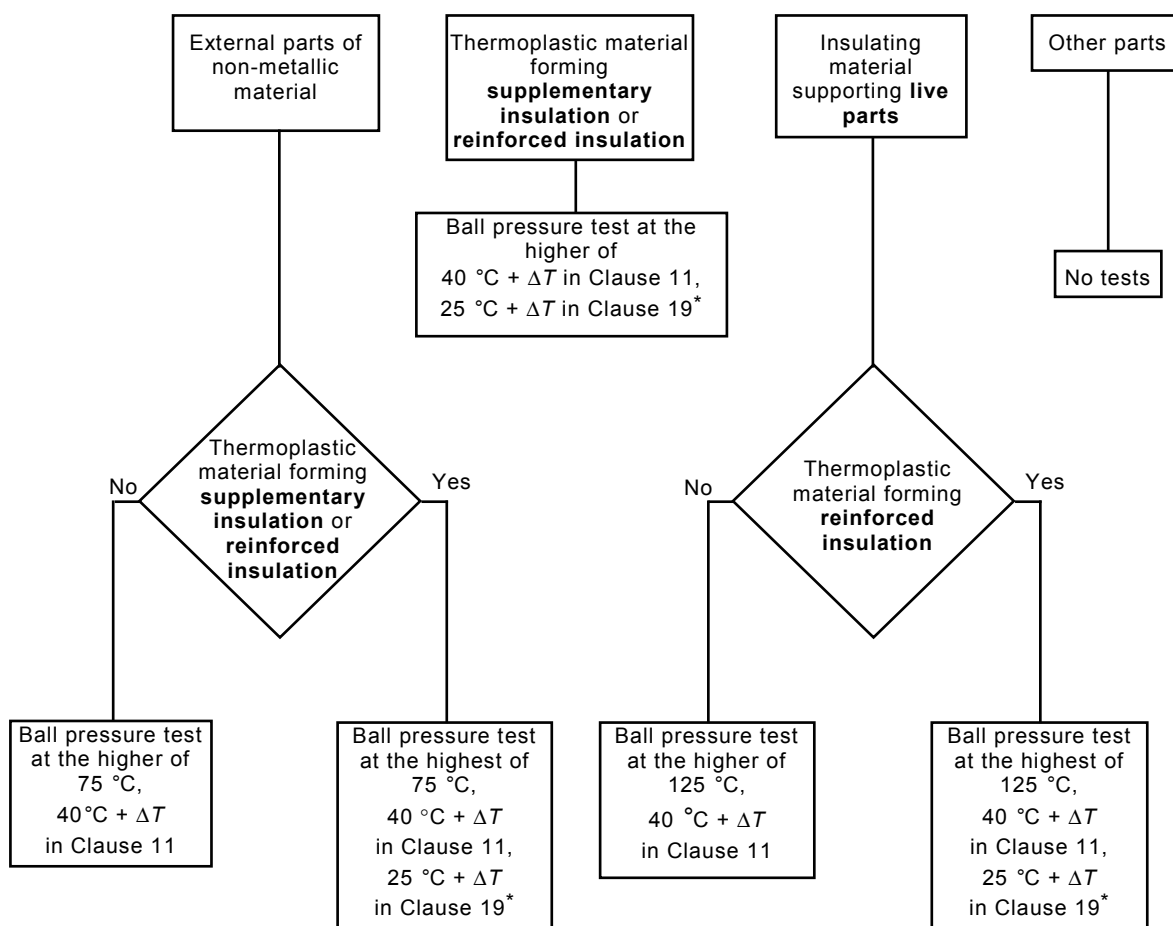 External parts of
non-metallic
material
Thermoplastic material
forming
supplementary
insulation or
reinforced insulation
Insulating
material
supporting live
parts
Other parts
Ball pressure test at the
higher of
40 °C + ΔT in Clause 11,
25 °C + ΔT in Clause 19*
No tests
Thermoplastic
material forming
supplementary
insulation or
reinforced
insulation
No
Yes
Thermoplastic
material forming
reinforced
insulation
No
Yes
Ball pressure test
at the higher of
75 °C,
40°C + ΔT
in Clause 11
Ball pressure test
at the highest of
75 °C,
40 °C + ΔT
in Clause 11,
25 °C + ΔT
in Clause 19*
Ball pressure test
at the higher of
125 °C,
40 °C + ΔT
in Clause 11
Ball pressure test
at the highest of
125 °C,
40 °C + ΔT
in Clause 11,
25 °C + ΔT
in Clause 19*